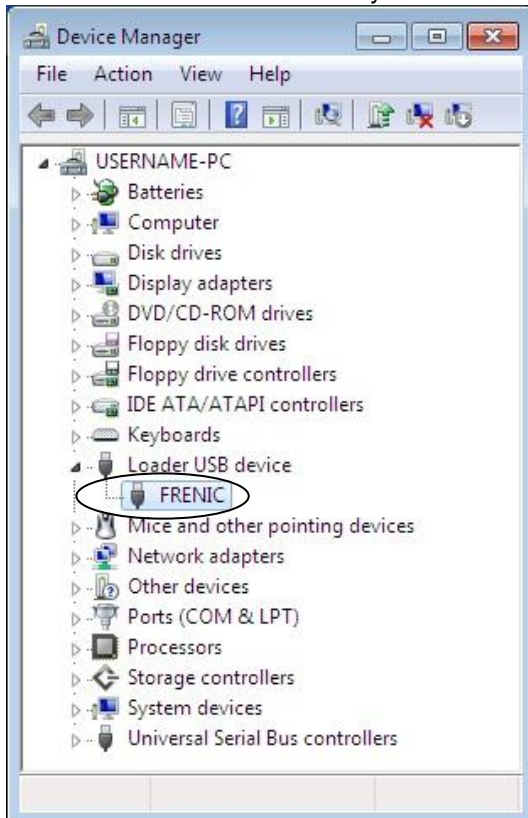 Device Manager
File Action View Help
USERNAME-PC
Batteries
Computer
Disk drives
Display adapters
DVD/CD-ROM drives
Floppy disk drives
Floppy drive controllers
IDE ATA/ATAPI controllers
Keyboards
Loader USB device
FRENIC
Mice and other pointing devices
Network adapters
Other devices
Ports (COM & LPT)
Processors
Storage controllers
System devices
Universal Serial Bus controllers